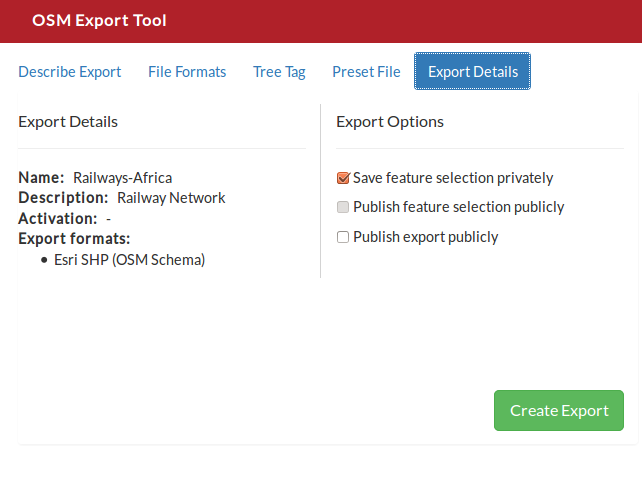 OSM Export Tool
Describe Export File Formats Tree Tag Preset File Export Details
Export Details
Name: Railways-Africa
Description: Railway Network
Activation: -
Export formats:
• Esri SHP (OSM Schema)
Export Options
Save feature selection privately
Publish feature selection publicly
Publish export publicly
Create Export